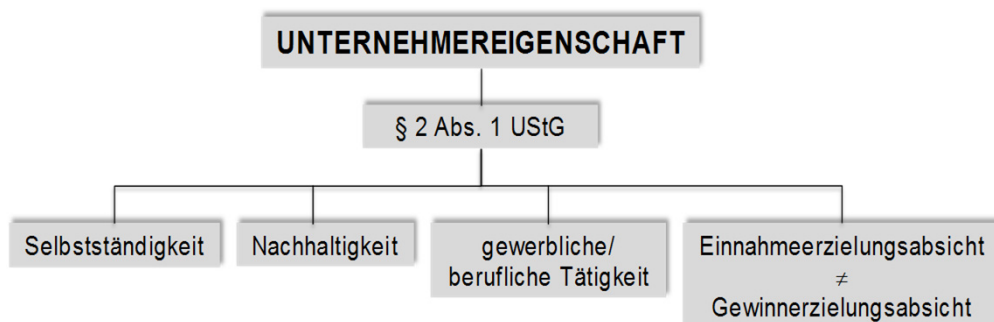 UNTERNEHMEREIGENSCHAFT
§ 2 Abs. 1 UStG
Selbstständigkeit
Nachhaltigkeit
gewerbliche/
berufliche Tätigkeit
Einnahmeerzielungsabsicht
≠
Gewinnerzielungsabsicht